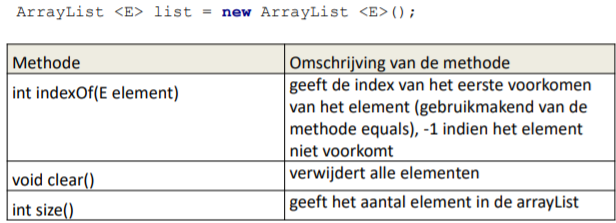 ArrayList <E> list = new ArrayList <E>();
Methode
Omschrijving van de methode
int indexOf(E element)
geeft de index van het eerste voorkomen
van het element (gebruikmakend van de
methode equals), -1 indien het element
niet voorkomt
void clear()
verwijdert alle elementen
int size()
geeft het aantal element in de arrayList